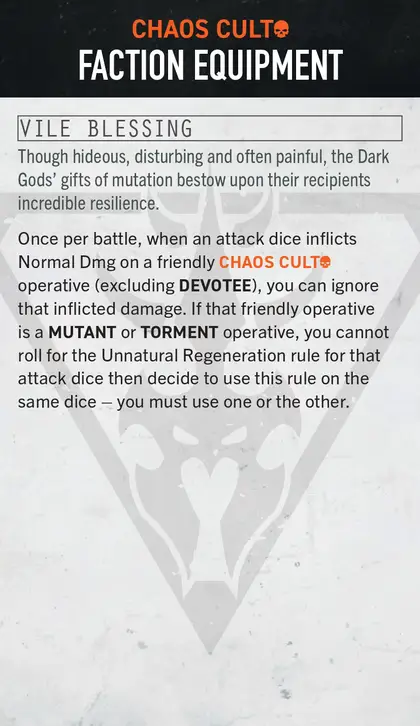 CHAOS CULT
FACTION EQUIPMENT
VILE BLESSING
Though hideous, disturbing and often painful, the Dark
Gods’ gifts of mutation bestow upon their recipients
incredible resilience.
Once per battle, when an attack dice inflicts
Normal Dmg on a friendly CHAOS CULT
operative (excluding DEVOTEE), you can ignore
that inflicted damage. If that friendly operative
is a MUTANT or TORMENT operative, you cannot
roll for the Unnatural Regeneration rule for that
attack dice then decide to use this rule on the
same dice – you must use one or the other.